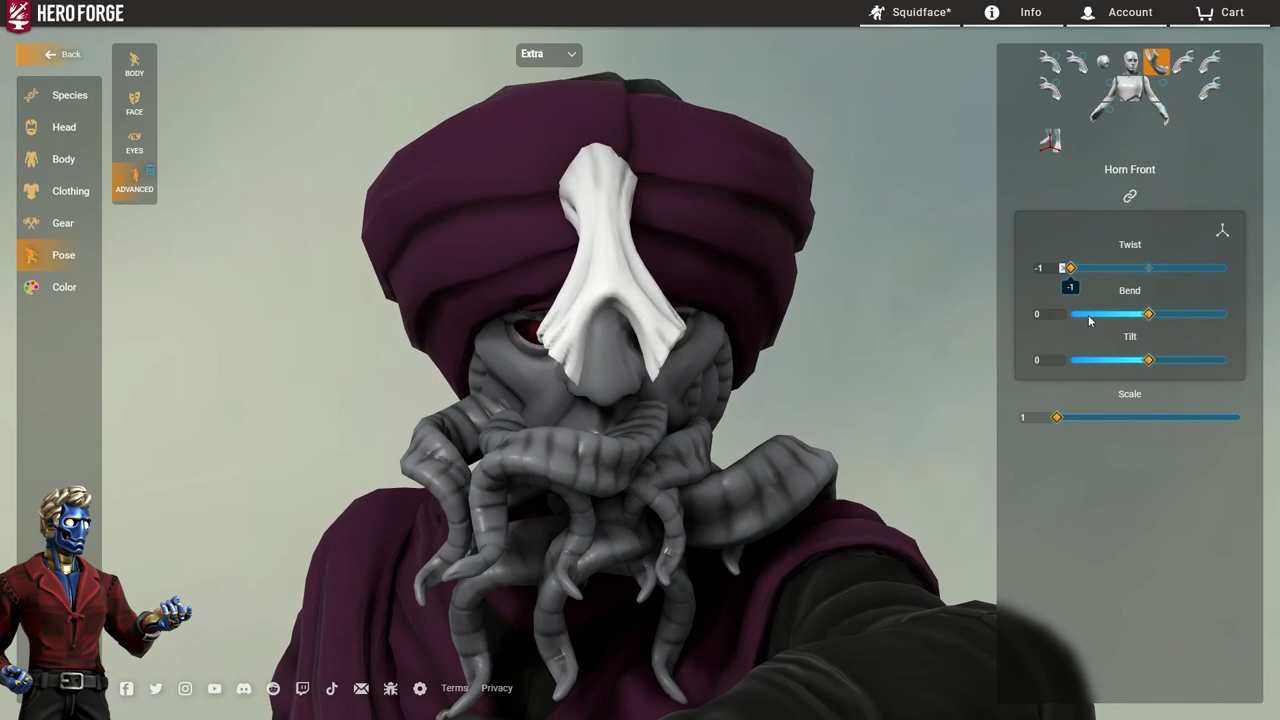 HERO FORGE
Squidface*
Info
Account
Cart
Back
Species
Head
Body
Clothing
Gear
Pose
Color
BODY
FACE
EYES
ADVANCED
Extra
Horn Front
Twist
-1
-1
Bend
0
Tilt
0
Scale
1
Terms
Privacy